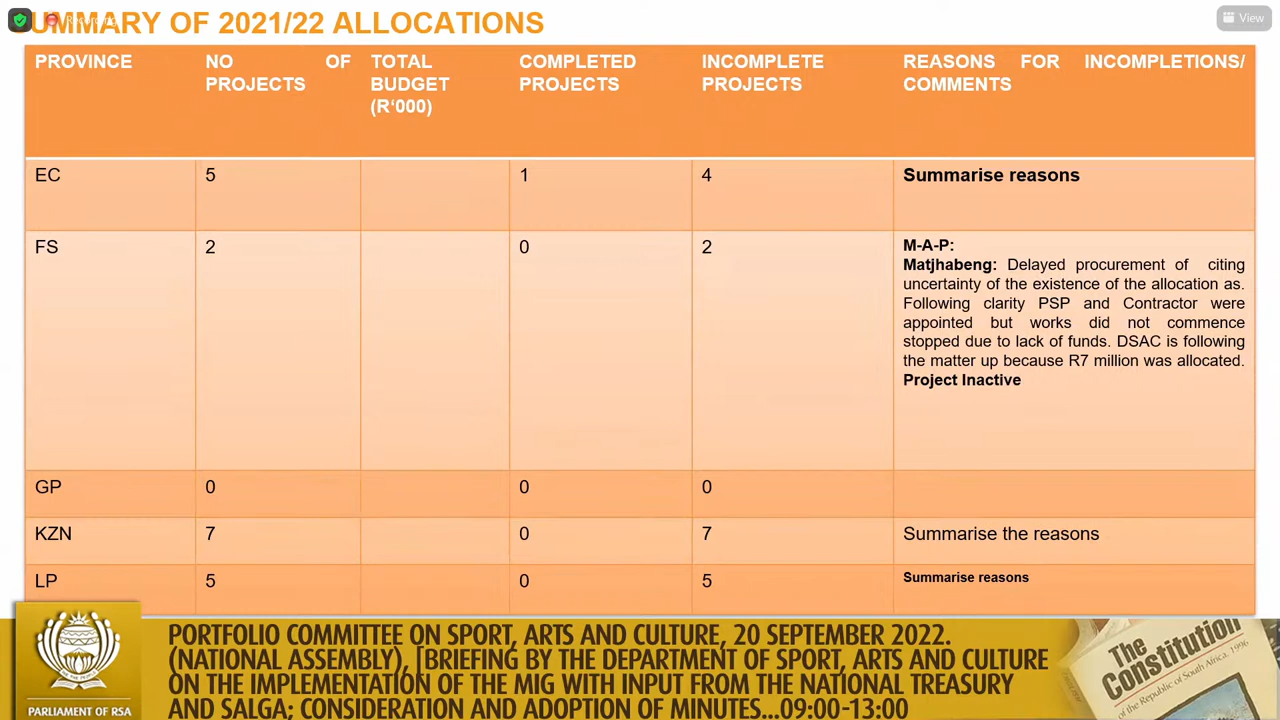 UMMARY OF 2021/22 ALLOCATIONS
View
PROVINCE
NO OF
PROJECTS
TOTAL
BUDGET
(R‘000)
COMPLETED
PROJECTS
INCOMPLETE
PROJECTS
REASONS FOR INCOMPLETIONS/
COMMENTS
EC 5 1 4 Summarise reasons
FS 2 0 2
M-A-P:
Matjhabeng: Delayed procurement of citing
uncertainty of the existence of the allocation as.
Following clarity PSP and Contractor were
appointed but works did not commence
stopped due to lack of funds. DSAC is following
the matter up because R7 million was allocated.
Project Inactive
GP 0 0 0
KZN 7 0 7 Summarise the reasons
LP 5 0 5 Summarise reasons
PORTFOLIO COMMITTEE ON SPORT, ARTS AND CULTURE, 20 SEPTEMBER 2022.
(NATIONAL ASSEMBLY), [BRIEFING BY THE DEPARTMENT OF SPORT, ARTS AND CULTURE
ON THE IMPLEMENTATION OF THE MIG WITH INPUT FROM THE NATIONAL TREASURY
AND SALGA; CONSIDERATION AND ADOPTION OF MINUTES...09:00-13:00
PARLIAMENT OF RSA
The
Constitution
of the Republic of South Africa, 1996